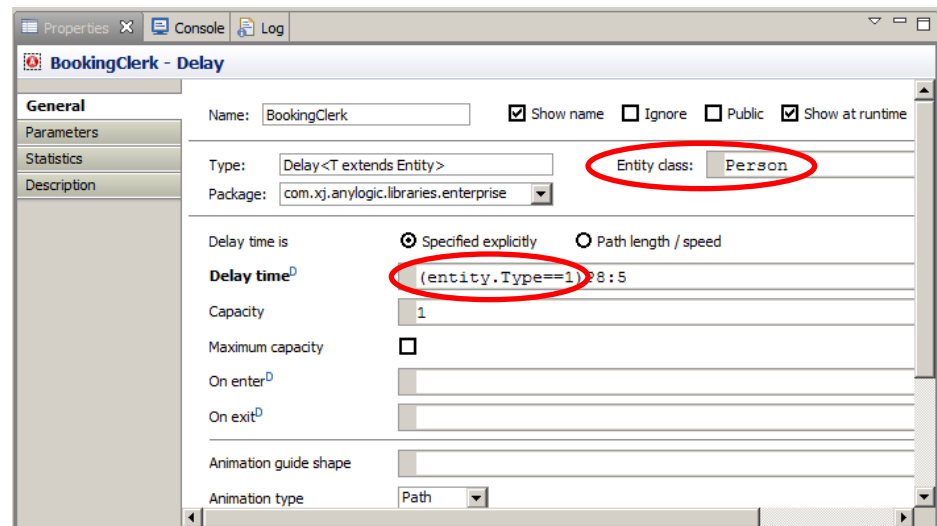 Properties Console Log
BookingClerk - Delay
General
Parameters
Statistics
Description
Name: BookingClerk Show name Ignore Public Show at runtime
Type: Delay<T extends Entity> Entity class: Person
Package: com.xj.anylogic.libraries.enterprise
Delay time is Specified explicitly Path length / speed
Delay timeD (entity.Type==1)?8:5
Capacity 1
Maximum capacity
On enterD
On exitD
Animation guide shape
Animation type Path